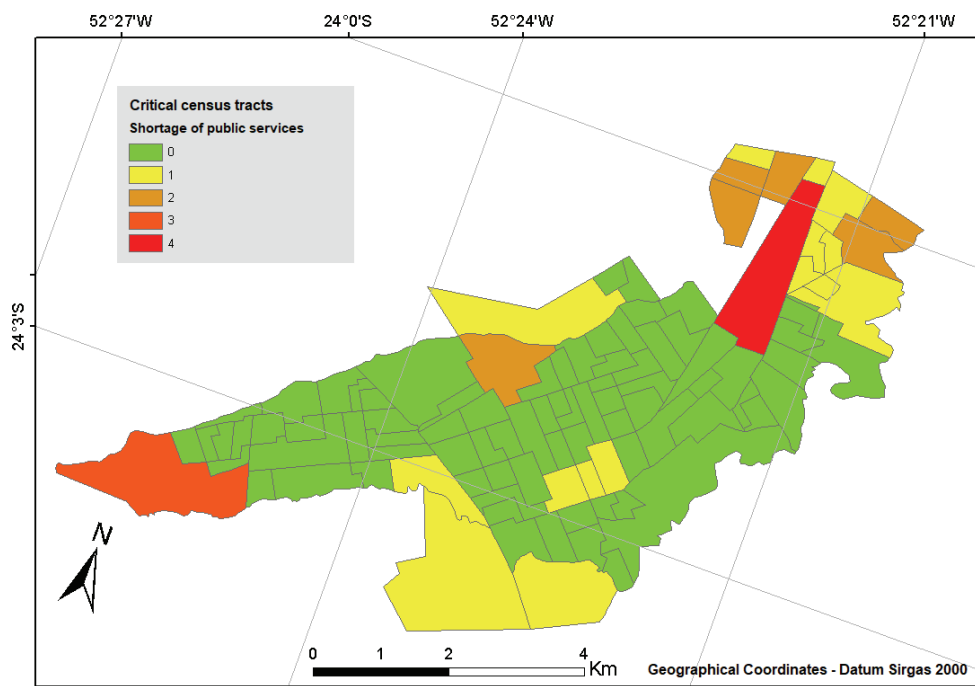 52°27'W
24°0'S
52°24'W
52°21'W
Critical census tracts
Shortage of public services
0
1
2
3
4
24°3'S
N
0 1 2 4
Km
Geographical Coordinates - Datum Sirgas 2000